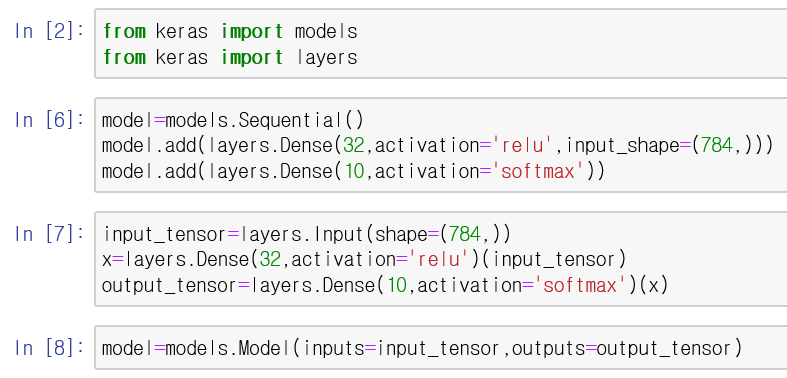 In [2]:
from keras import models
from keras import layers
In [6]:
model=models.Sequential()
model.add(layers.Dense(32,activation='relu',input_shape=(784,)))
model.add(layers.Dense(10,activation='softmax'))
In [7]:
input_tensor=layers.Input(shape=(784,))
x=layers.Dense(32,activation='relu')(input_tensor)
output_tensor=layers.Dense(10,activation='softmax')(x)
In [8]:
model=models.Model(inputs=input_tensor,outputs=output_tensor)